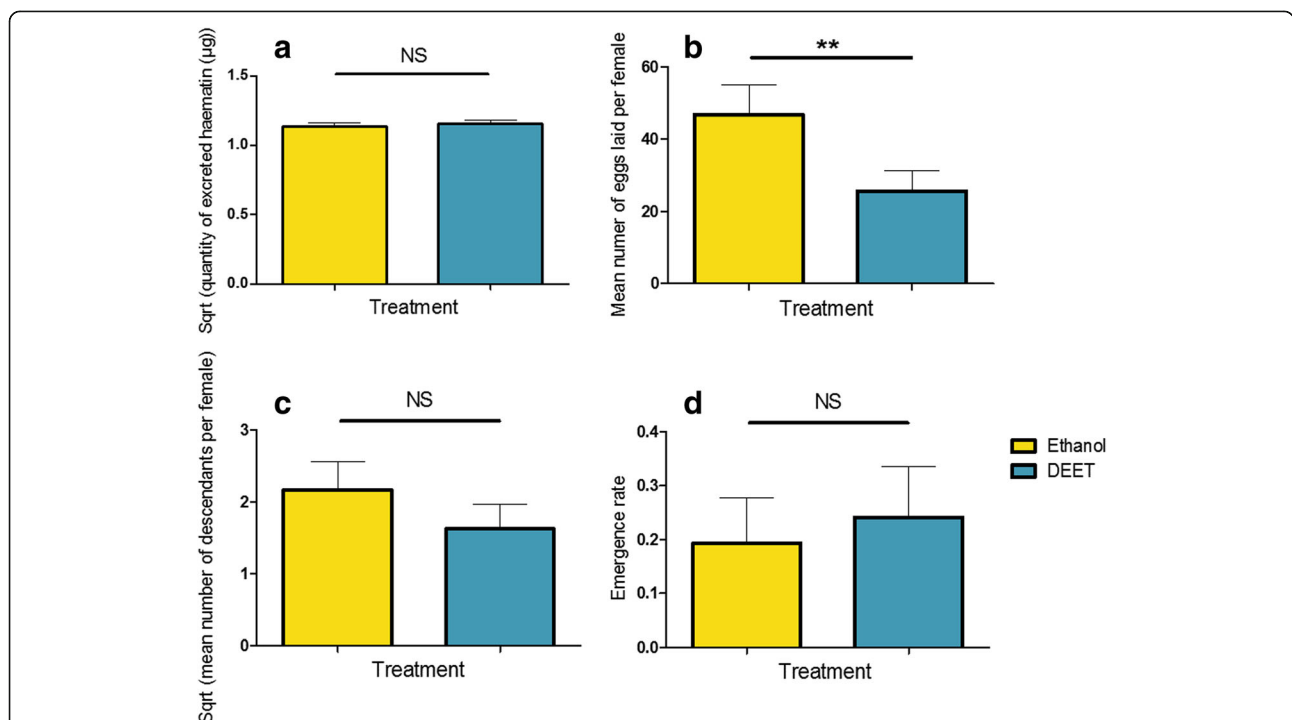 a
NS
Sqrt (quantity of excreted haematin (µg))
1.5
1.0
0.5
0.0
Treatment
b
**
Mean numer of eggs laid per female
60
40
20
0
Treatment
c
NS
Sqrt (mean number of descendants per female)
3
2
1
0
Treatment
d
NS
Emergence rate
0.4
0.3
0.2
0.1
0.0
Treatment
Ethanol
DEET